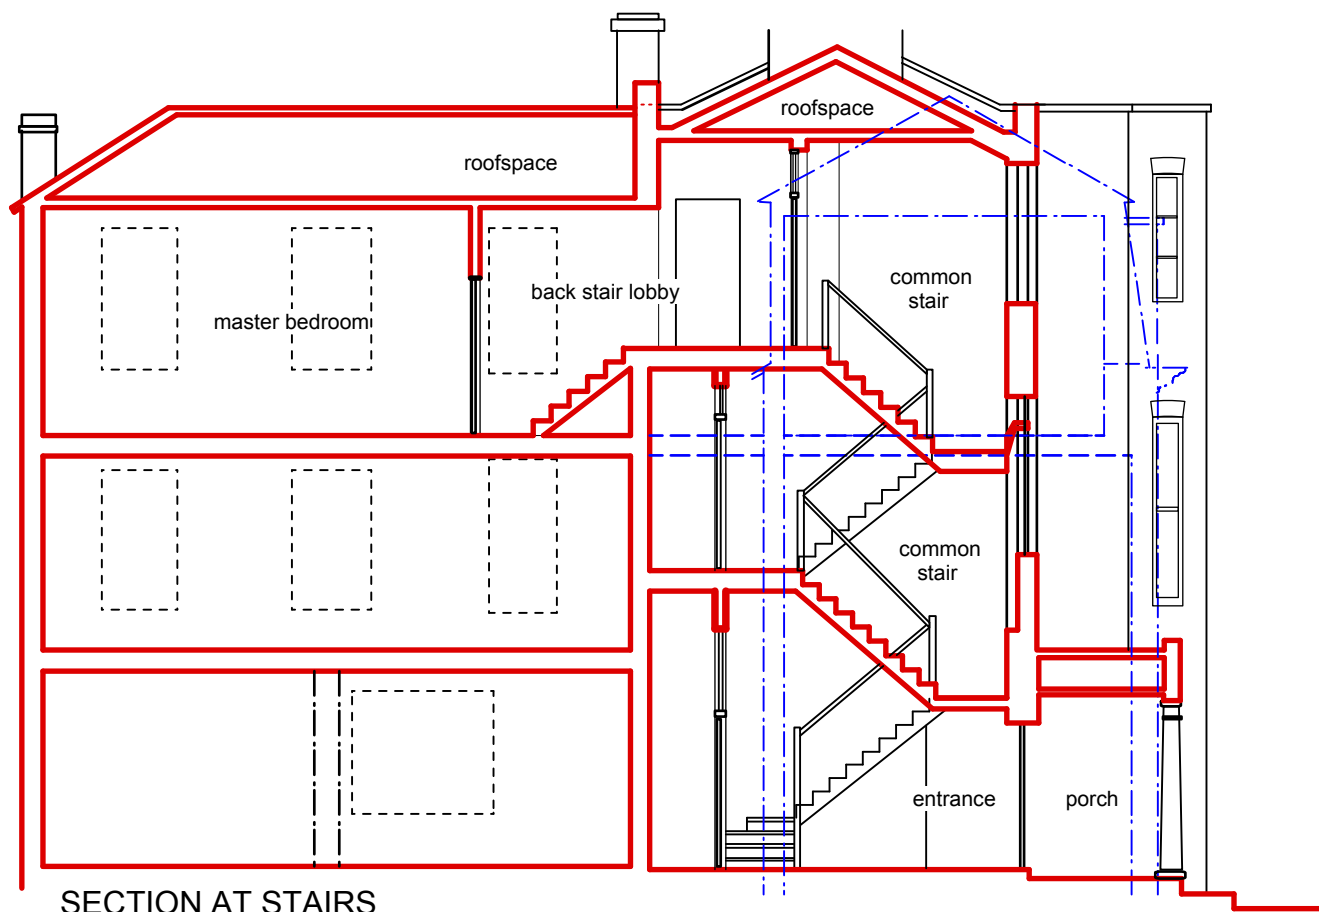 roofspace
roofspace
back stair lobby
master bedroom
common
stair
common
stair
entrance
porch
SECTION AT STAIRS